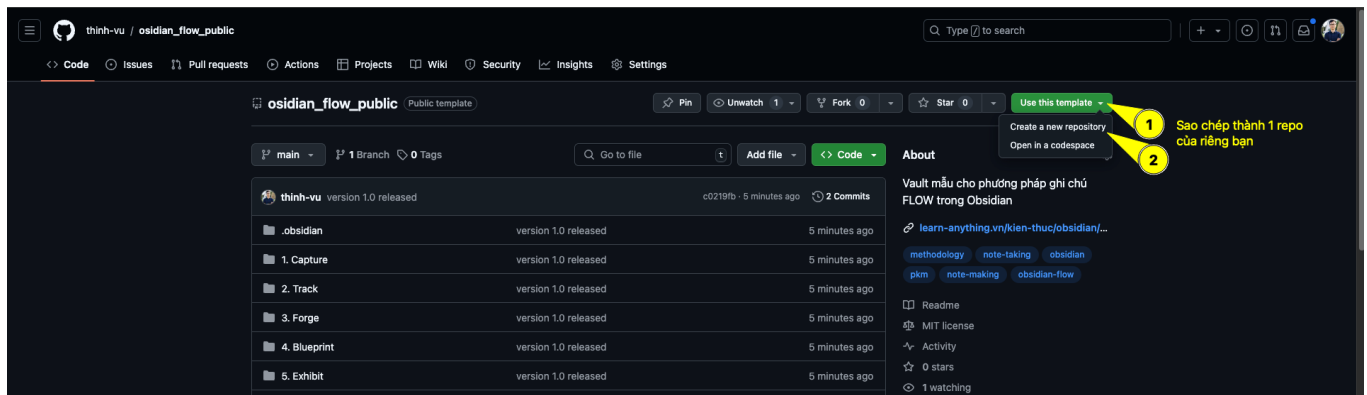 thinh-vu / osidian_flow_public
Type / to search
Code Issues Pull requests Actions Projects Wiki Security Insights Settings
osidian_flow_public Public template
Pin Unwatch 1 Fork 0 Star 0 Use this template
Create a new repository
Open in a codespace
1
2
Sao chép thành 1 repo
của riêng bạn
main 1 Branch 0 Tags Go to file t Add file Code
thinh-vu version 1.0 released c0219fb · 5 minutes ago 2 Commits
.obsidian version 1.0 released 5 minutes ago
1. Capture version 1.0 released 5 minutes ago
2. Track version 1.0 released 5 minutes ago
3. Forge version 1.0 released 5 minutes ago
4. Blueprint version 1.0 released 5 minutes ago
5. Exhibit version 1.0 released 5 minutes ago
About
Vault mẫu cho phương pháp ghi chú
FLOW trong Obsidian
learn-anything.vn/kien-thuc/obsidian/...
methodology note-taking obsidian
pkm note-making obsidian-flow
Readme
MIT license
Activity
0 stars
1 watching